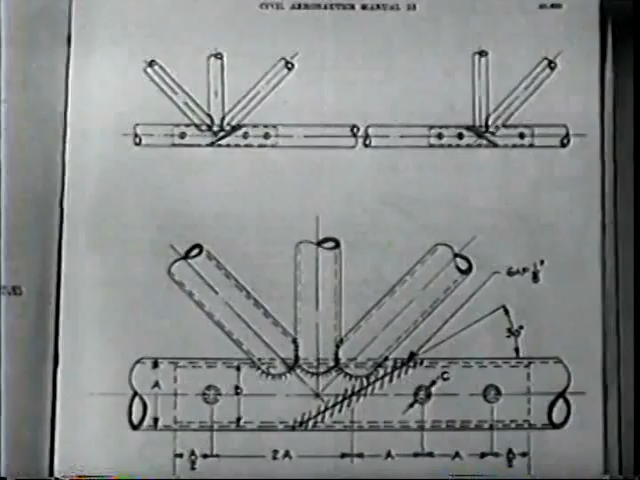 CIVIL AERONAUTICS MANUAL 18
GAP 1/8"
30°
A
D
C
A/2
2A
A
A
A/2